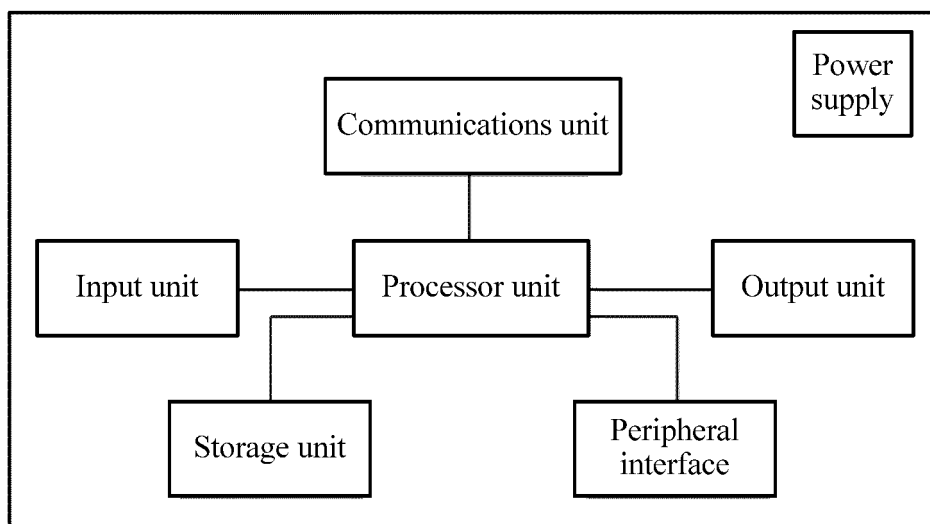 Power
supply
Communications unit
Input unit
Processor unit
Output unit
Storage unit
Peripheral
interface